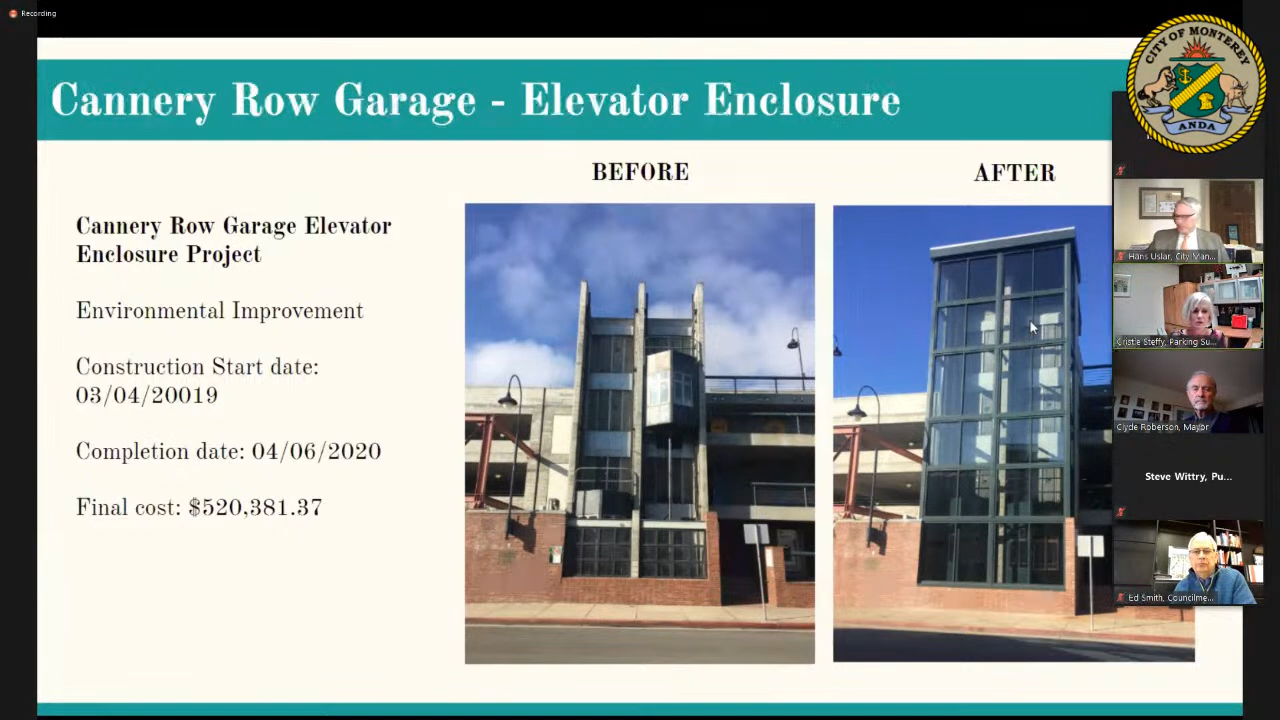 Recording
Cannery Row Garage - Elevator Enclosure
BEFORE
AFTER
Cannery Row Garage Elevator
Enclosure Project
Environmental Improvement
Construction Start date:
03/04/20019
Completion date: 04/06/2020
Final cost: $520,381.37
CITY OF MONTEREY
ANDA
Hans Uslar, City Man...
Cristie Steffy, Parking Su...
Clyde Roberson, Mayor
Steve Wittry, Pu...
Ed Smith, Councilme...